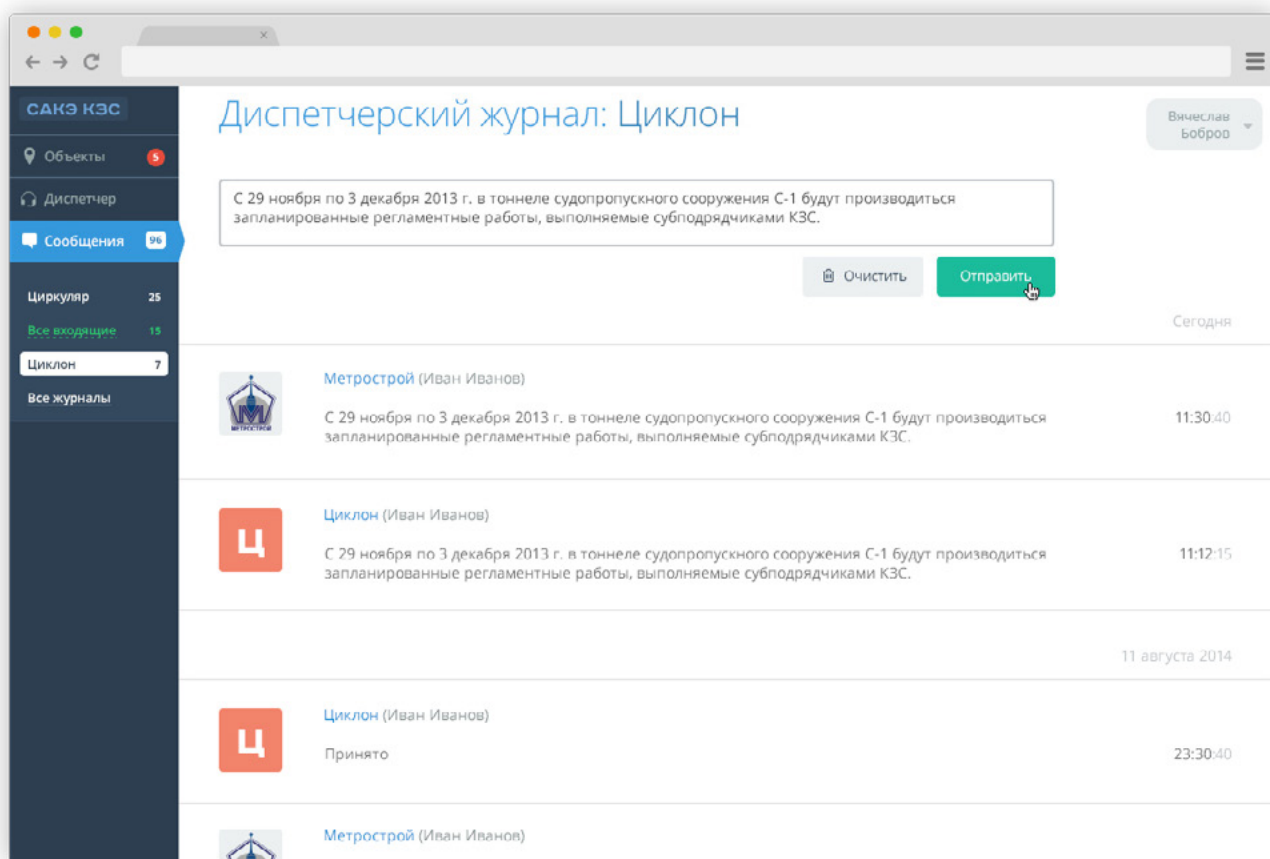 САКЭ КЗС
Объекты 5
Диспетчер
Сообщения 96
Циркуляр 25
Все входящие 15
Циклон 7
Все журналы
Диспетчерский журнал: Циклон
Вячеслав
Бобров
С 29 ноября по 3 декабря 2013 г. в тоннеле судопропускного сооружения С-1 будут производиться
запланированные регламентные работы, выполняемые субподрядчиками КЗС.
Очистить Отправить
Сегодня
Метрострой (Иван Иванов)
С 29 ноября по 3 декабря 2013 г. в тоннеле судопропускного сооружения С-1 будут производиться
запланированные регламентные работы, выполняемые субподрядчиками КЗС.
11:30:40
М
МЕТРОСТРОЙ
Ц
Циклон (Иван Иванов)
С 29 ноября по 3 декабря 2013 г. в тоннеле судопропускного сооружения С-1 будут производиться
запланированные регламентные работы, выполняемые субподрядчиками КЗС.
11:12:15
11 августа 2014
Ц
Циклон (Иван Иванов)
Принято
23:30:40
Метрострой (Иван Иванов)